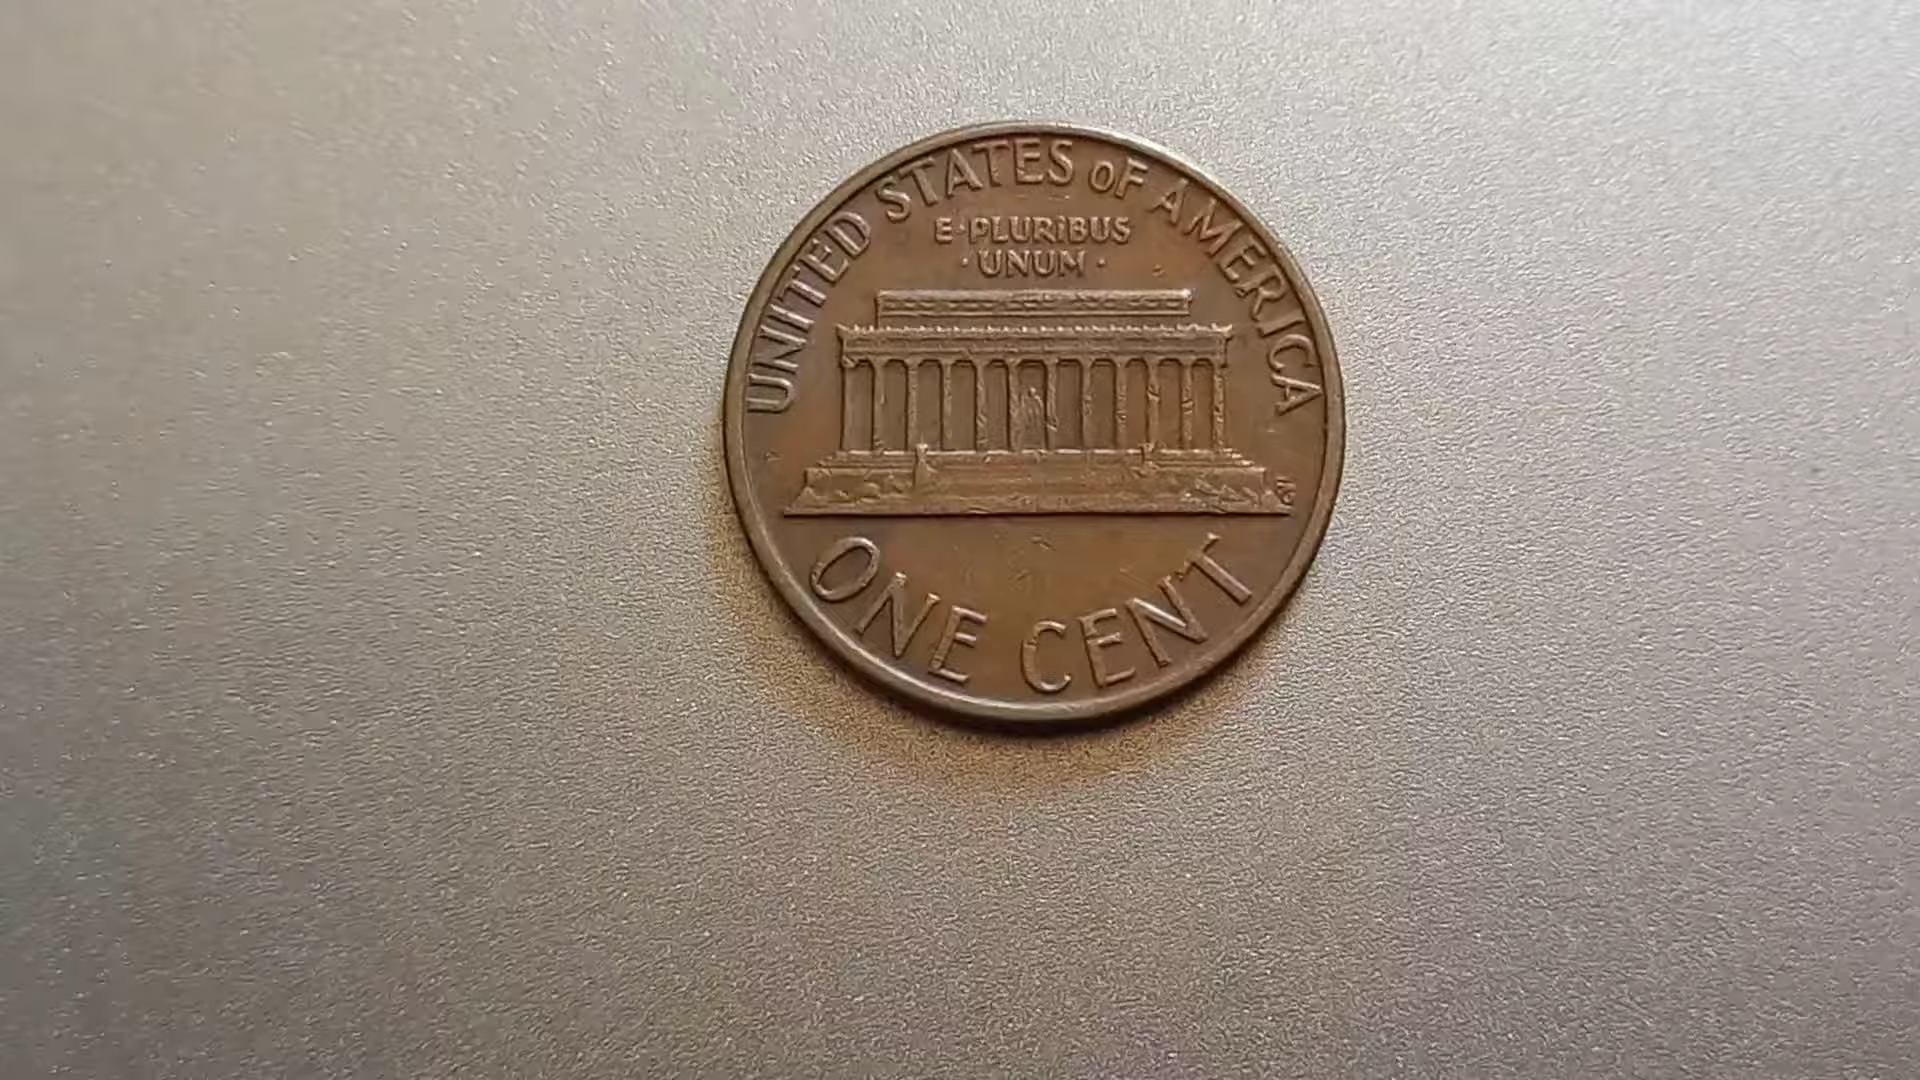 UNITED STATES oF AMERICA
E·PLURIBUS
·UNUM·
ONE CENT